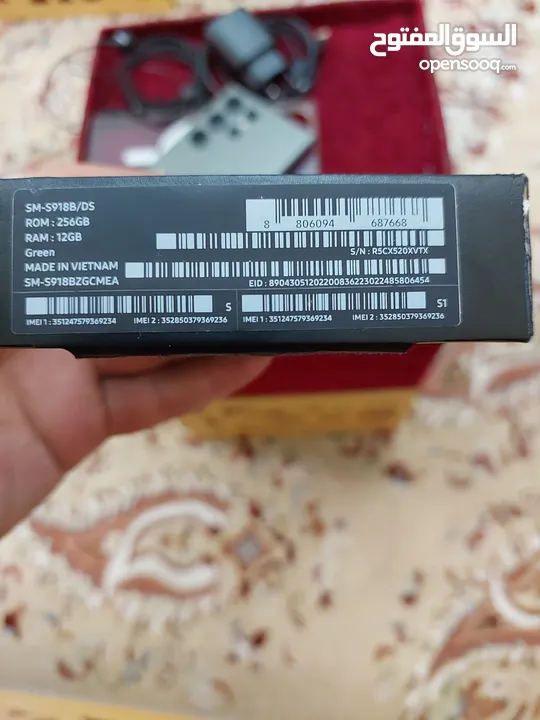 السوق المفتوح
opensooq.com
SM-S918B/DS
ROM : 256GB
RAM : 12GB
Green
MADE IN VIETNAM
SM-S918BZGCMEA
8 806094 687668
S/N : R5CX520XVTX
EID : 89043051202200836223022485806454
S
IMEI 1 : 351247579369234 IMEI 2 : 352850379369236
S1
IMEI 1 : 351247579369234 IMEI 2 : 352850379369236